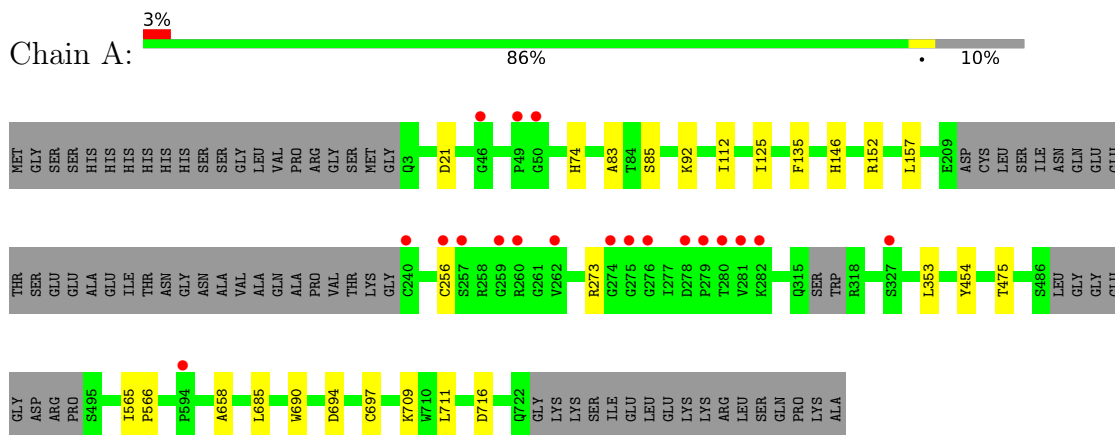 Chain A:
3%
86%
•
10%
MET GLY SER SER HIS HIS HIS HIS HIS HIS SER SER GLY LEU VAL PRO ARG GLY SER MET GLY Q3 D21 G46 P49 G50 H74 A83 T84 S85 K92 I112 I125 F135 H146 R152 L157 E209 ASP CYS LEU SER ILE ASN GLN GLU GLU
THR SER GLU GLU ALA GLU ILE THR ASN GLY ASN ALA VAL ALA GLN ALA PRO VAL THR LYS GLY C240 C256 S257 R258 G259 R260 G261 V262 R273 G274 G275 G276 I277 D278 P279 T280 V281 K282 Q315 SER TRP R318 S327 L353 Y454 T475 S486 LEU GLY GLY GLU
GLY ASP ARG PRO S495 I565 P566 P594 A658 L685 W690 D694 C697 K709 W710 L711 D716 Q722 GLY LYS LYS SER ILE GLU LEU GLU LYS LYS ARG LEU SER GLN PRO LYS ALA